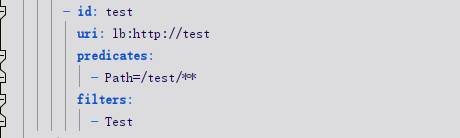 - id: test
uri: lb:http://test
predicates:
- Path=/test/**
filters:
- Test